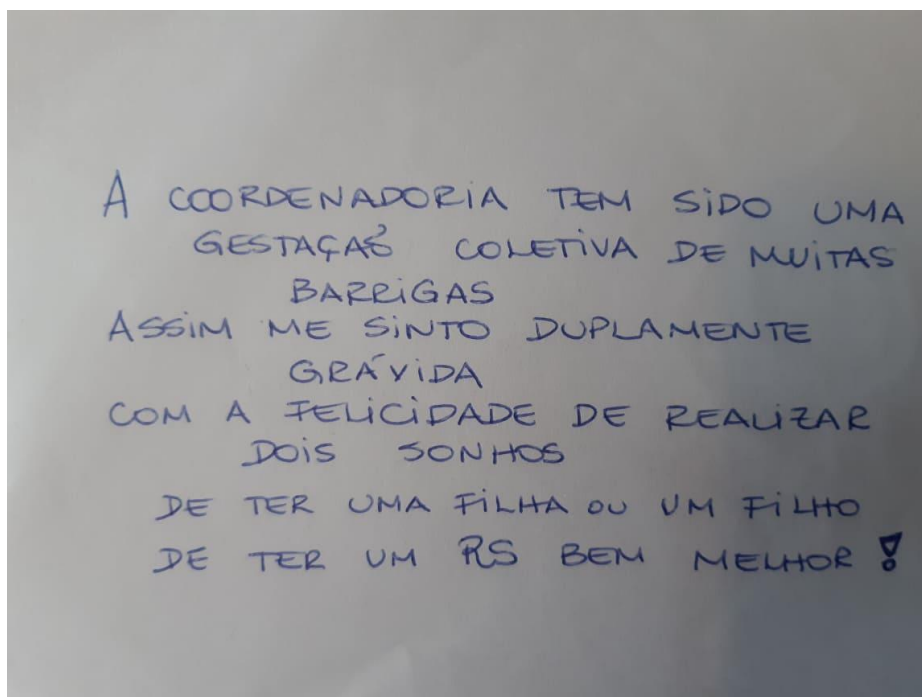 A COORDENADORIA TEM SIDO UMA
GESTAÇÃO COLETIVA DE MUITAS
BARRIGAS
ASSIM ME SINTO DUPLAMENTE
GRÁVIDA
COM A FELICIDADE DE REALIZAR
DOIS SONHOS
DE TER UMA FILHA OU UM FILHO
DE TER UM RS BEM MELHOR!